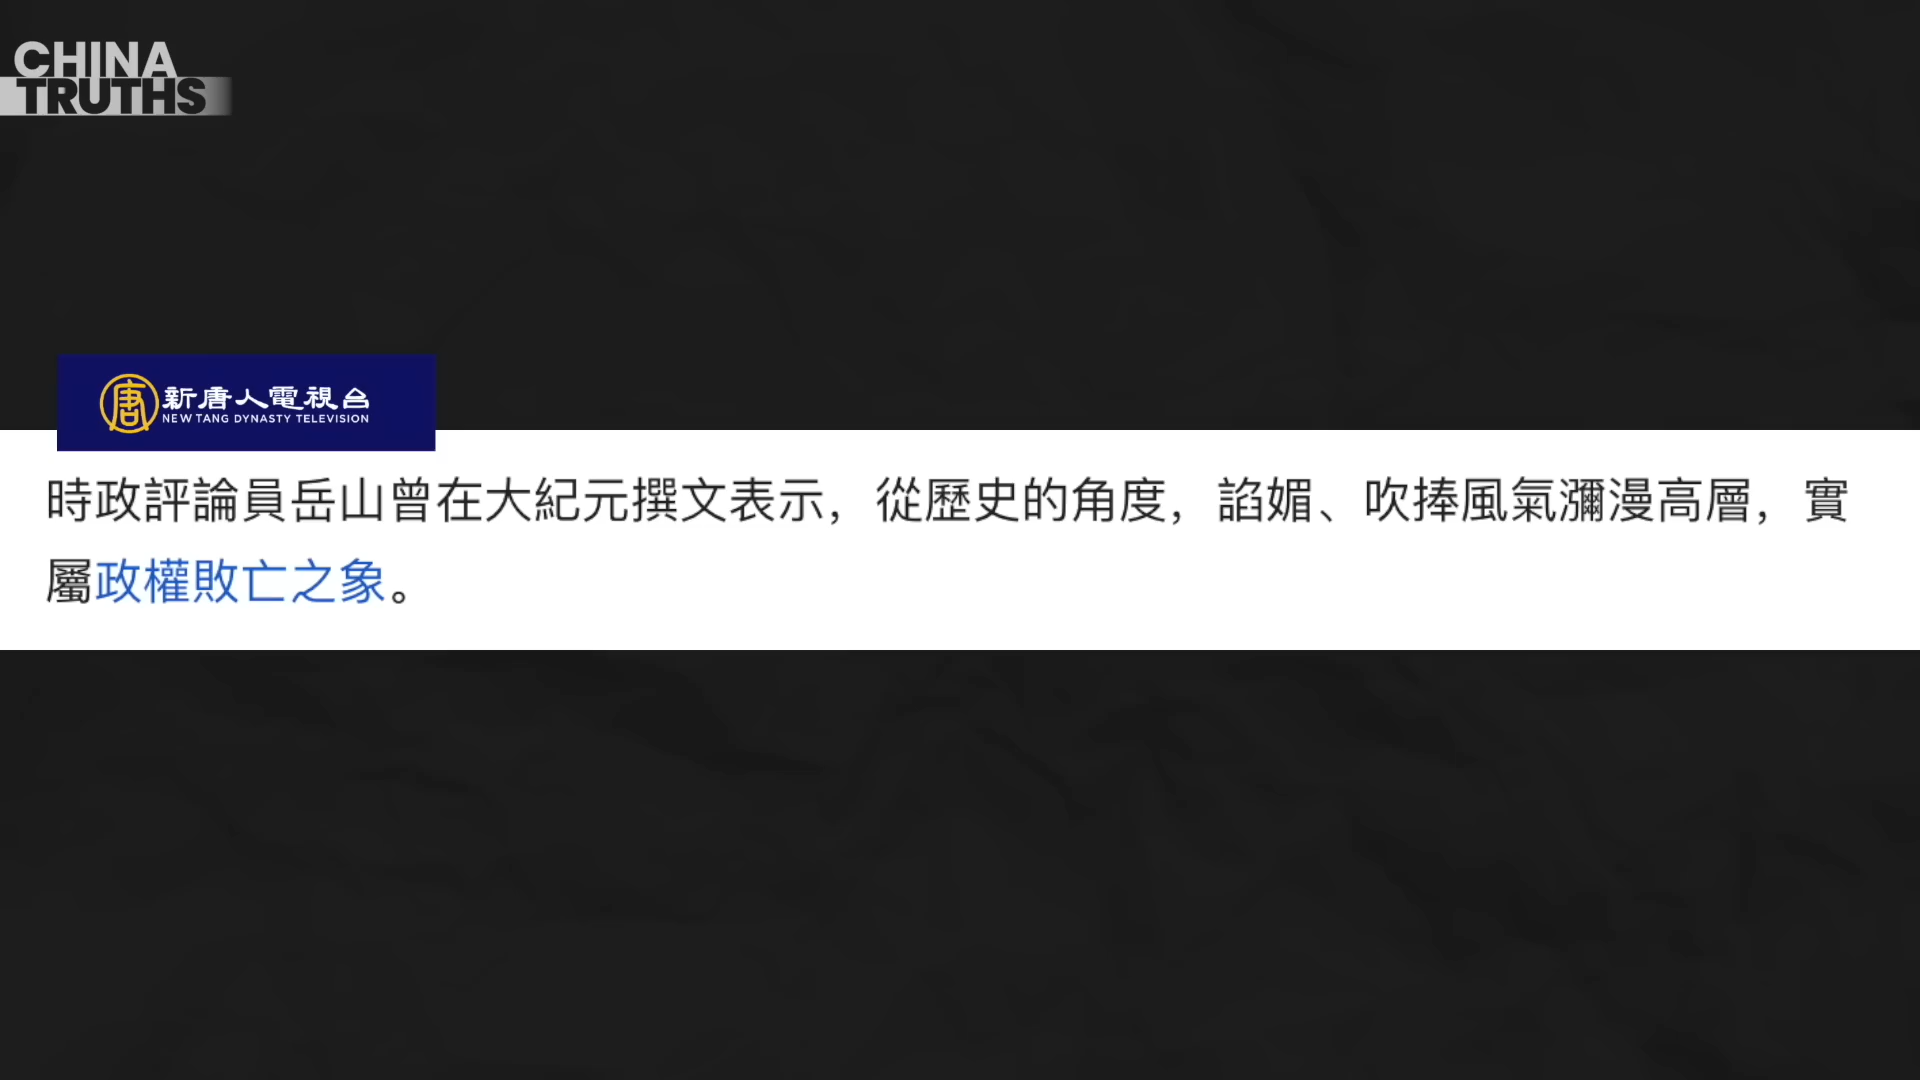 CHINA
TRUTHS
唐
新唐人電視台
NEW TANG DYNASTY TELEVISION
時政評論員岳山曾在大紀元撰文表示，從歷史的角度，諂媚、吹捧風氣瀰漫高層，實
屬政權敗亡之象。